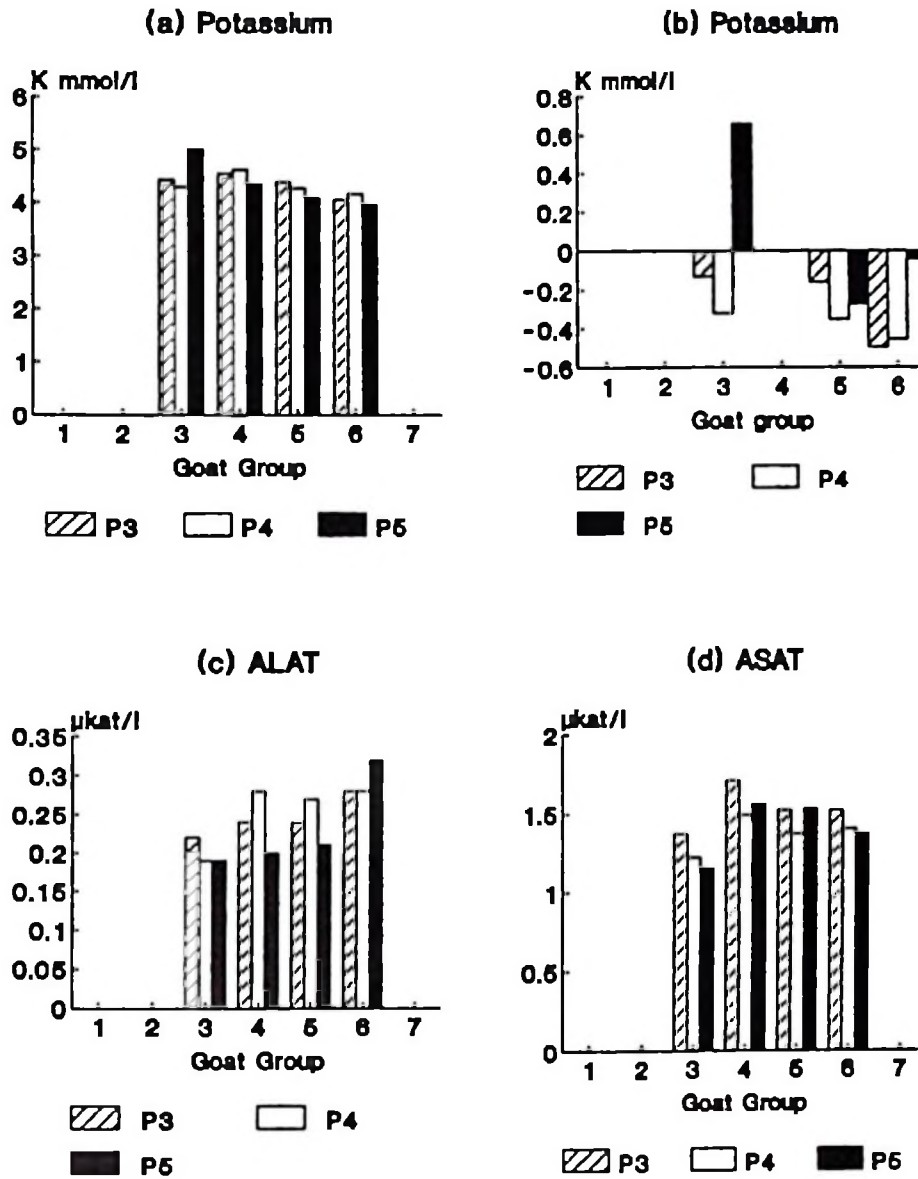 (a) Potassium
K mmol/l
6
5
4
3
2
1
0
1 2 3 4 5 6 7
Goat Group
P3 P4 P5
(b) Potassium
K mmol/l
0.8
0.6
0.4
0.2
0
-0.2
-0.4
-0.6
1 2 3 4 5 6
Goat group
P3 P4
P5
(c) ALAT
µkat/l
0.35
0.3
0.25
0.2
0.15
0.1
0.05
0
1 2 3 4 5 6 7
Goat Group
P3 P4
P5
(d) ASAT
µkat/l
2
1.5
1
0.5
0
1 2 3 4 5 6 7
Goat Group
P3 P4 P5